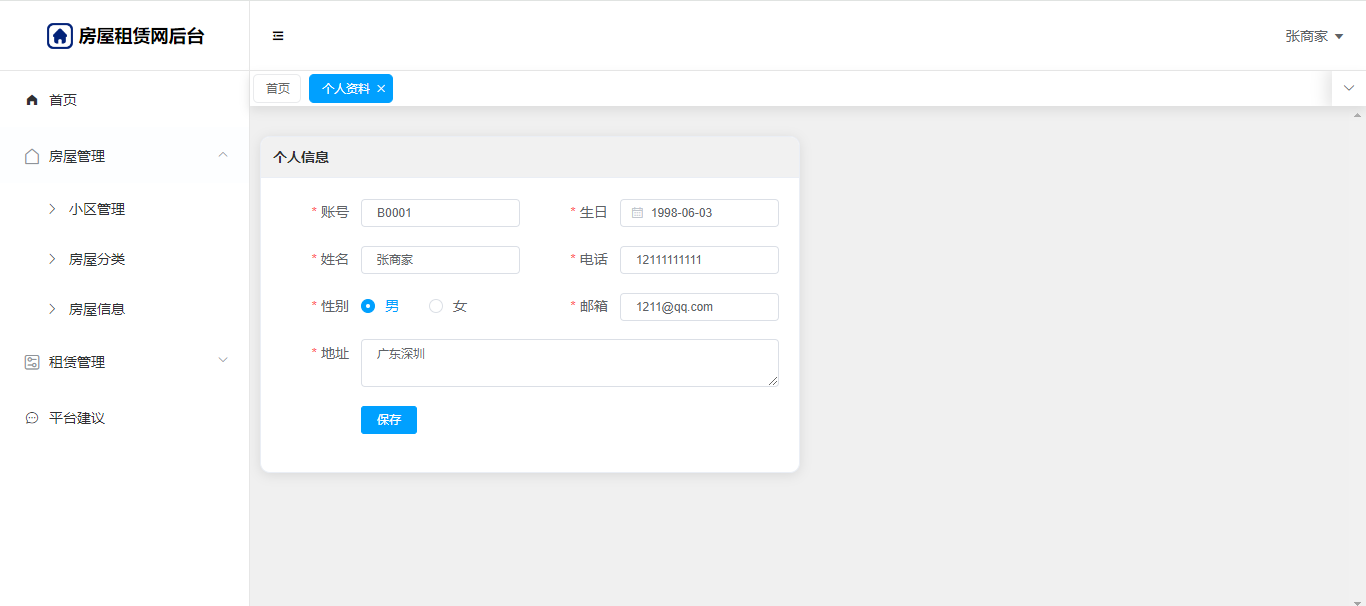 房屋租赁网后台
张商家
首页
个人资料
首页
房屋管理
小区管理
房屋分类
房屋信息
租赁管理
平台建议
个人信息
* 账号 B0001
* 生日 1998-06-03
* 姓名 张商家
* 电话 12111111111
* 性别 男 女
* 邮箱 1211@qq.com
* 地址 广东深圳
保存